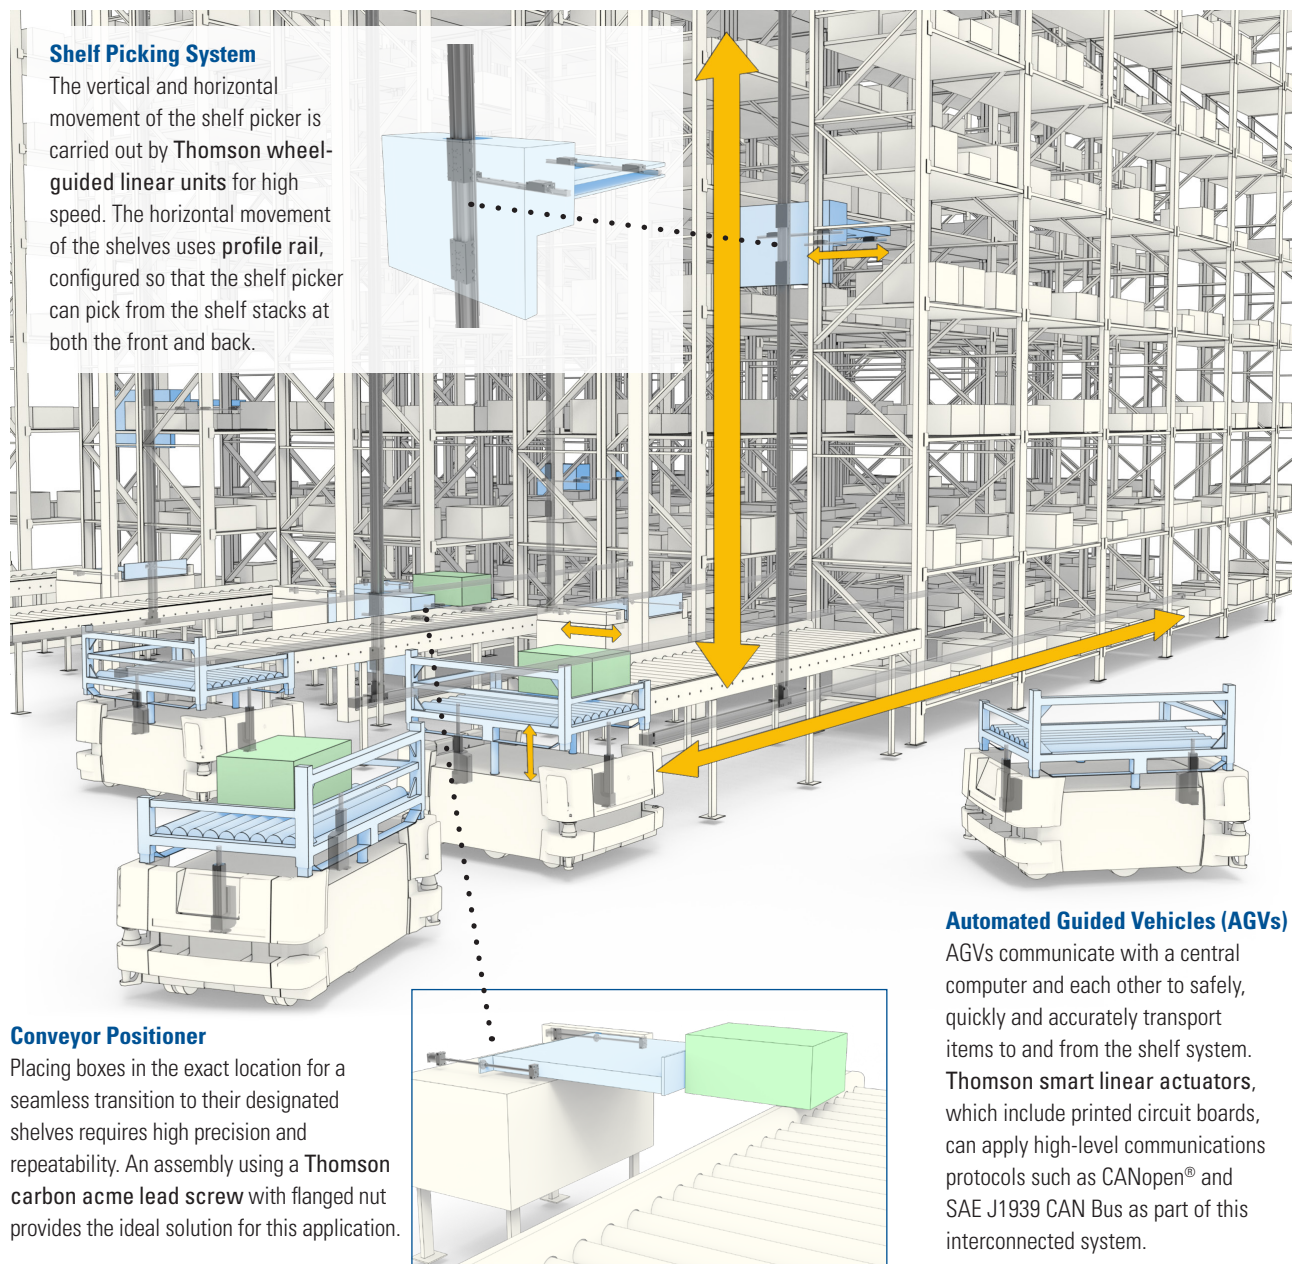 Shelf Picking System
The vertical and horizontal
movement of the shelf picker is
carried out by Thomson wheel-
guided linear units for high
speed. The horizontal movement
of the shelves uses profile rail,
configured so that the shelf picker
can pick from the shelf stacks at
both the front and back.
Automated Guided Vehicles (AGVs)
AGVs communicate with a central
computer and each other to safely,
quickly and accurately transport
items to and from the shelf system.
Thomson smart linear actuators,
which include printed circuit boards,
can apply high-level communications
protocols such as CANopen® and
SAE J1939 CAN Bus as part of this
interconnected system.
Conveyor Positioner
Placing boxes in the exact location for a
seamless transition to their designated
shelves requires high precision and
repeatability. An assembly using a Thomson
carbon acme lead screw with flanged nut
provides the ideal solution for this application.